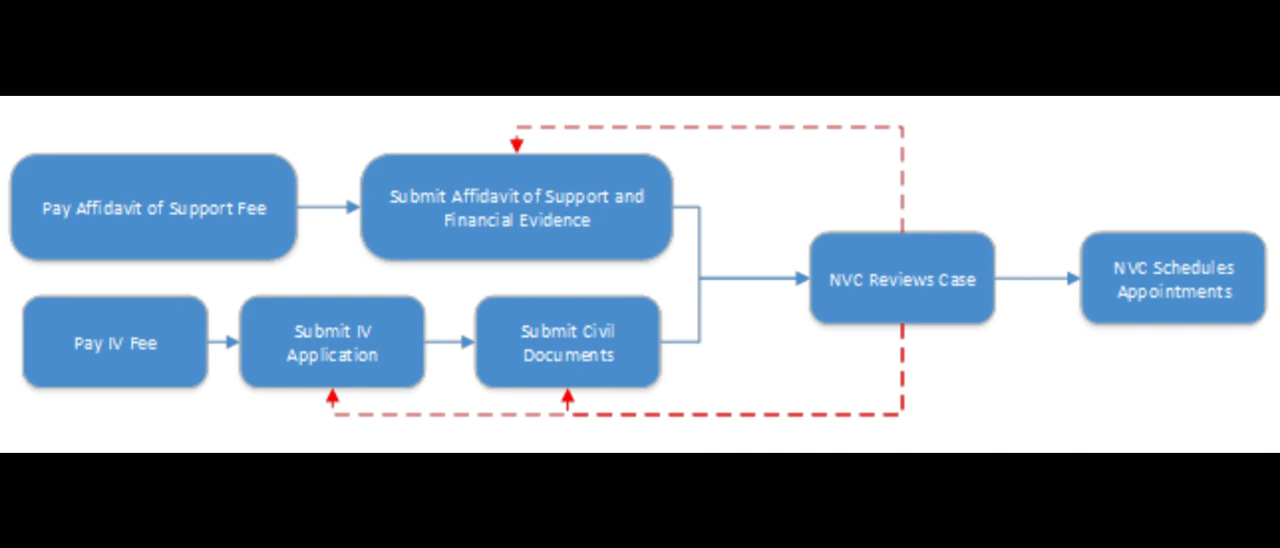 Pay Affidavit of Support Fee
Submit Affidavit of Support and
Financial Evidence
NVC Reviews Case
NVC Schedules
Appointments
Pay IV Fee
Submit IV
Application
Submit Civil
Documents